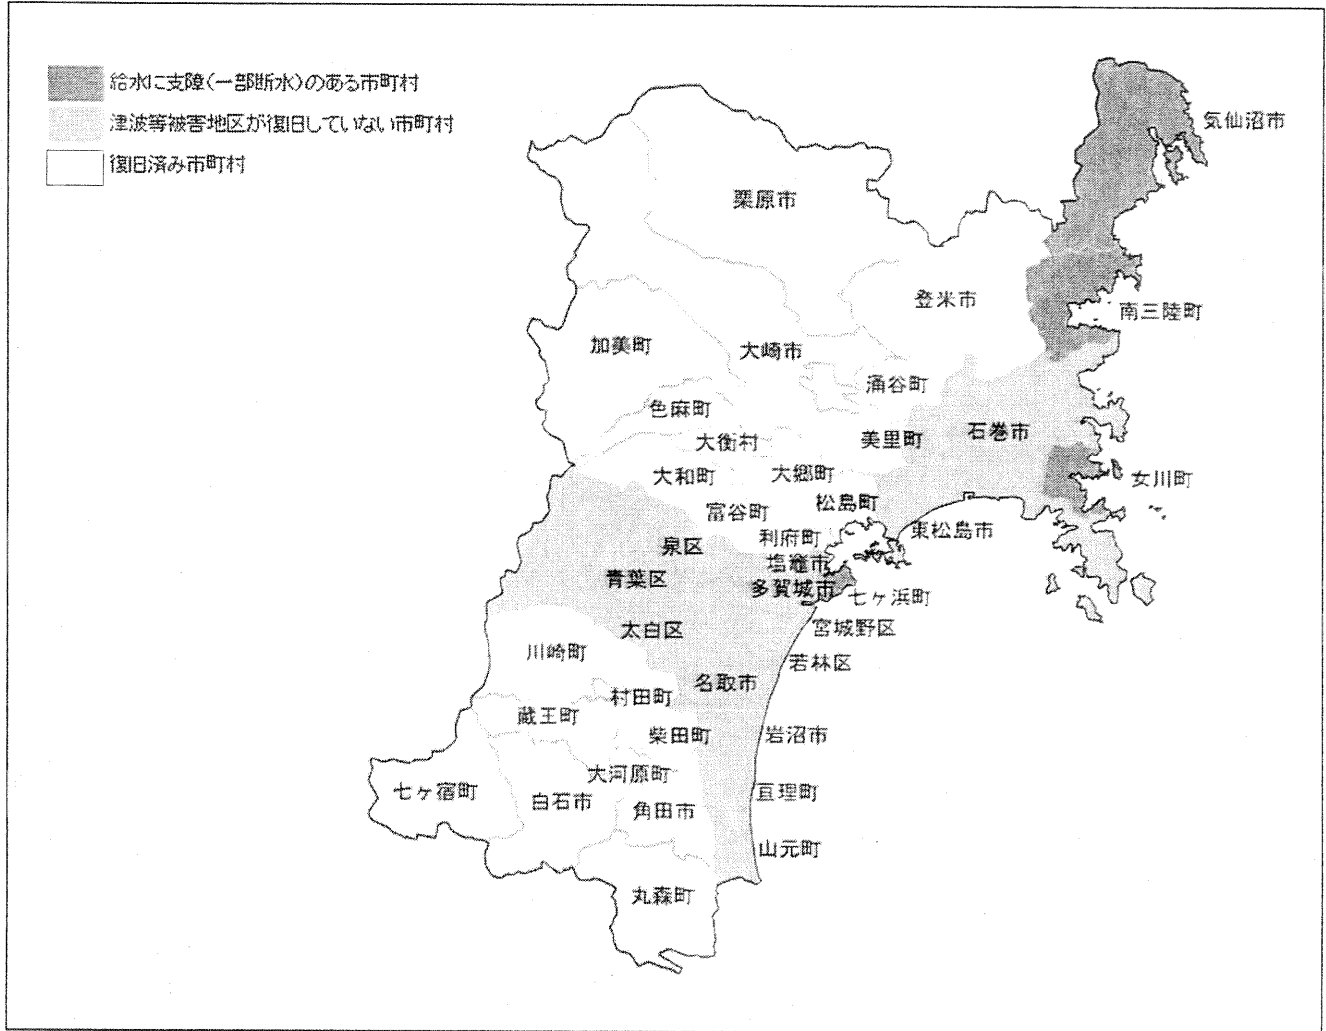 給水に支障(一部断水)のある市町村
津波等被害地区が復旧していない市町村
復旧済み市町村
気仙沼市
栗原市
登米市
南三陸町
加美町
大崎市
涌谷町
色麻町
石巻市
大衡村
美里町
大和町
大郷町
女川町
松島町
富谷町
東松島市
利府町
泉区
塩竈市
青葉区
多賀城市
七ヶ浜町
太白区
宮城野区
川崎町
若林区
名取市
村田町
蔵王町
柴田町
岩沼市
大河原町
七ヶ宿町
亘理町
白石市
角田市
山元町
丸森町